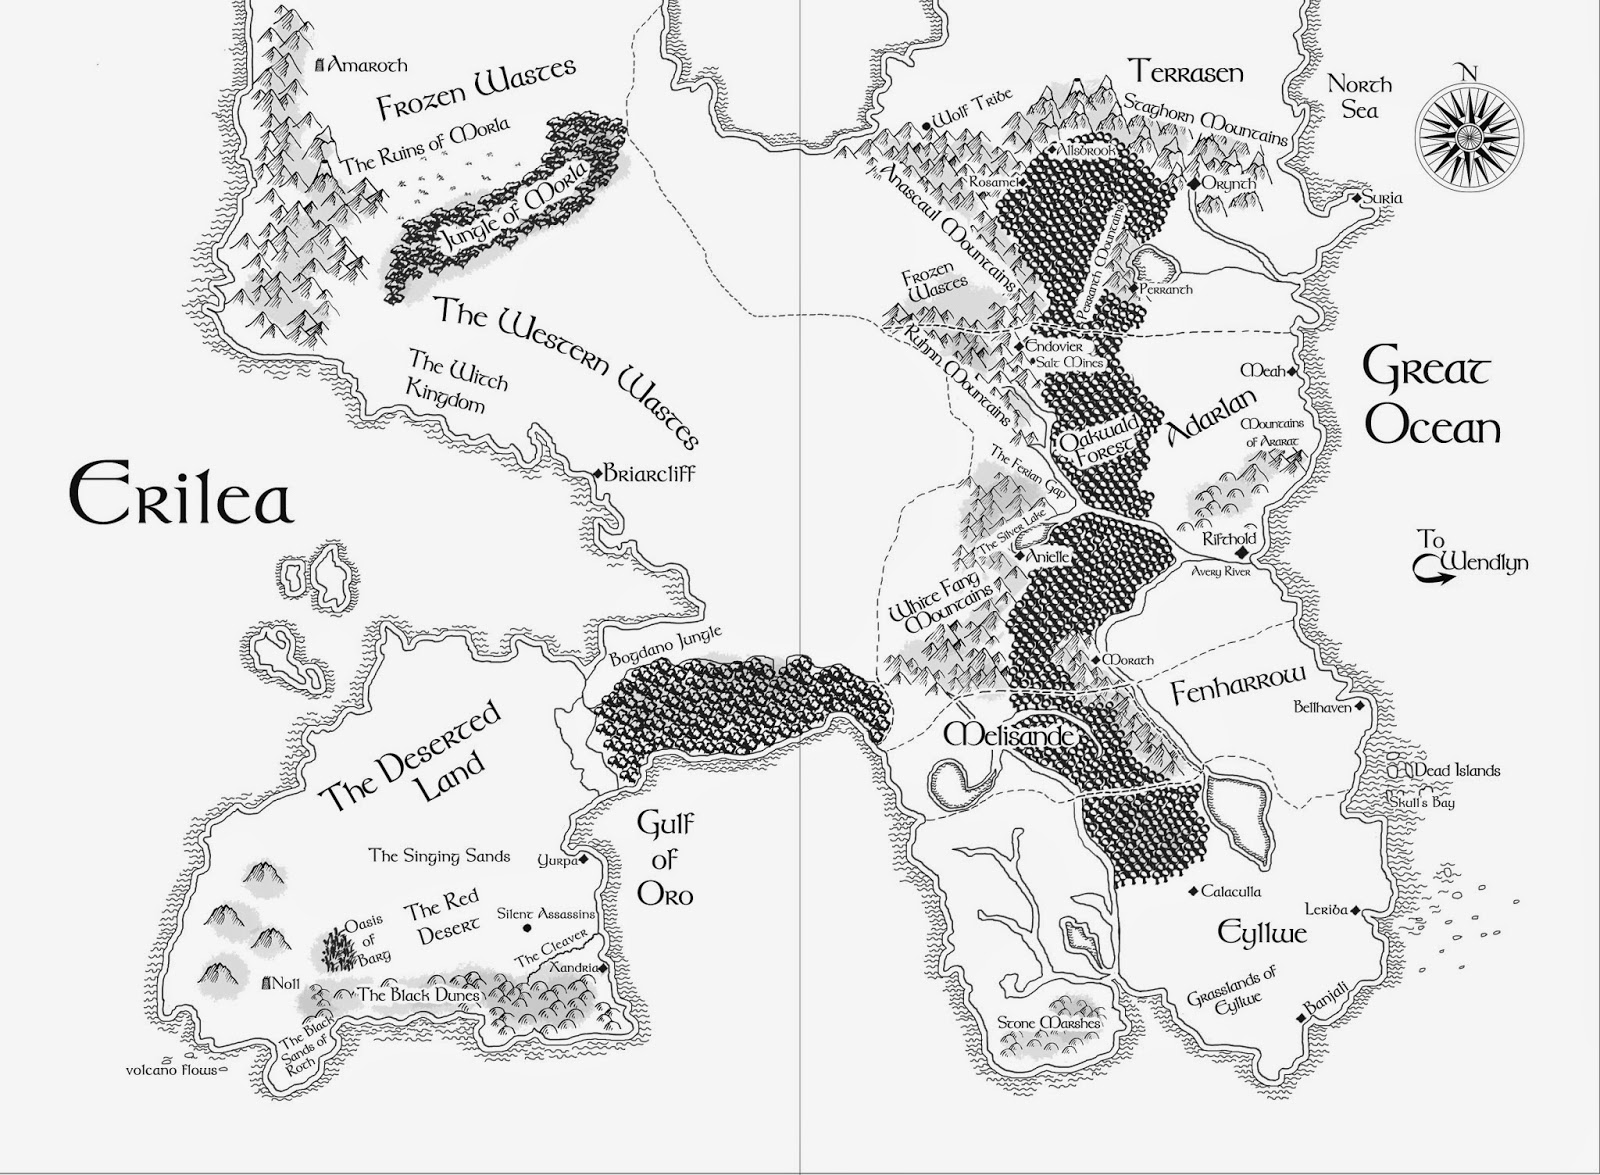 Amaroth
Frozen Wastes
The Ruins of Morla
Jungle of Morla
The Western Wastes
The Witch
Kingdom
Briarcliff
Erilea
Bogdano Jungle
The Deserted
Land
Gulf
of
Oro
The Singing Sands
Yurpa
The Red
Desert
Silent Assassins
Oasis
of
Barg
The Cleaver
Xandria
Noll
The Black Dunes
The Black
Sands of
Roth
volcano flows
Wolf Tribe
Terrasen
Staghorn Mountains
North
Sea
N
Allsbrook
Rosamel
Orynth
Suria
Anascaul Mountains
Perranth Mountains
Perranth
Frozen
Wastes
Ruhnn Mountains
Endovier
Salt Mines
Meah
Great
Ocean
Adarlan
Oakwald
Forest
Mountains
of Ararat
The Ferian Gap
The Silver Lake
Anielle
Rifthold
Avery River
To
Wendlyn
White Fang
Mountains
Morath
Fenharrow
Bellhaven
Melisande
Dead Islands
Skull's Bay
Calaculla
Leriba
Eyllwe
Grasslands of
Eyllwe
Banjali
Stone Marshes